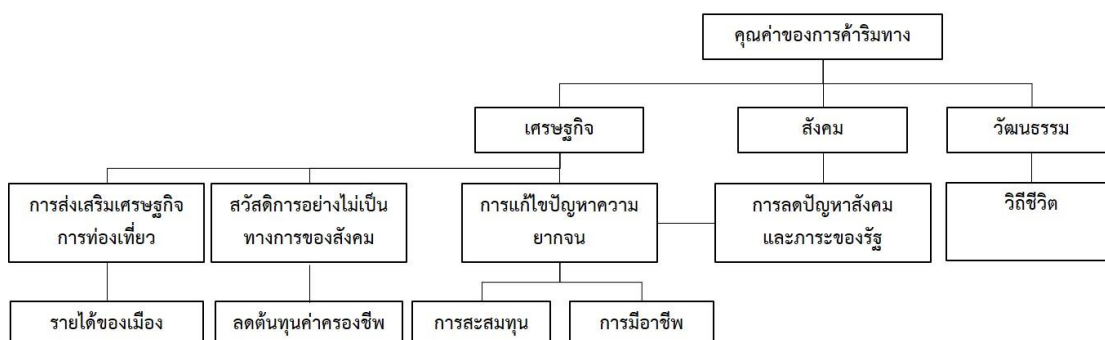 คุณค่าของการค้าริมทาง
เศรษฐกิจ
สังคม
วัฒนธรรม
การส่งเสริมเศรษฐกิจ
การท่องเที่ยว
สวัสดิการอย่างไม่เป็น
ทางการของสังคม
การแก้ไขปัญหาความ
ยากจน
การลดปัญหาสังคม
และภาระของรัฐ
วิถีชีวิต
รายได้ของเมือง
ลดต้นทุนค่าครองชีพ
การสะสมทุน
การมีอาชีพ